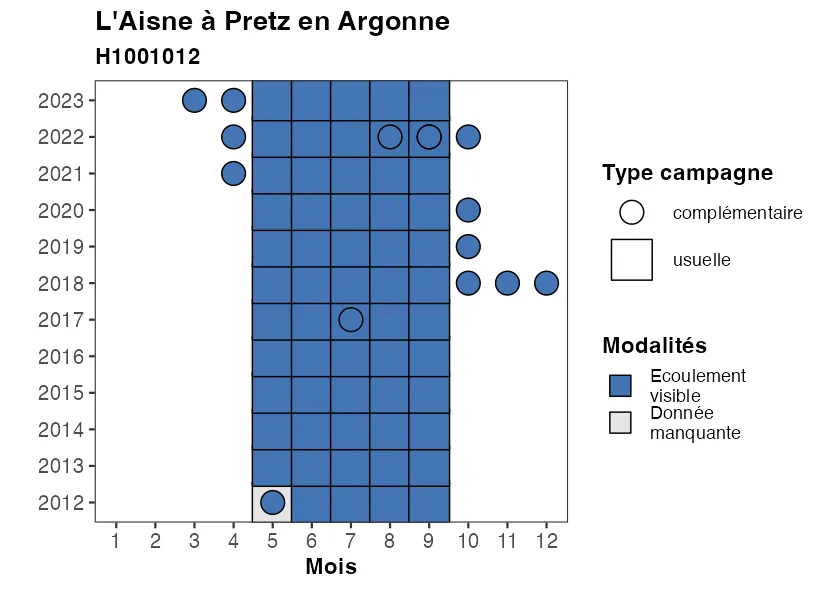 L'Aisne à Pretz en Argonne
H1001012
2023
2022
2021
2020
2019
2018
2017
2016
2015
2014
2013
2012
1 2 3 4 5 6 7 8 9 10 11 12
Mois
Type campagne
complémentaire
usuelle
Modalités
Ecoulement
visible
Donnée
manquante